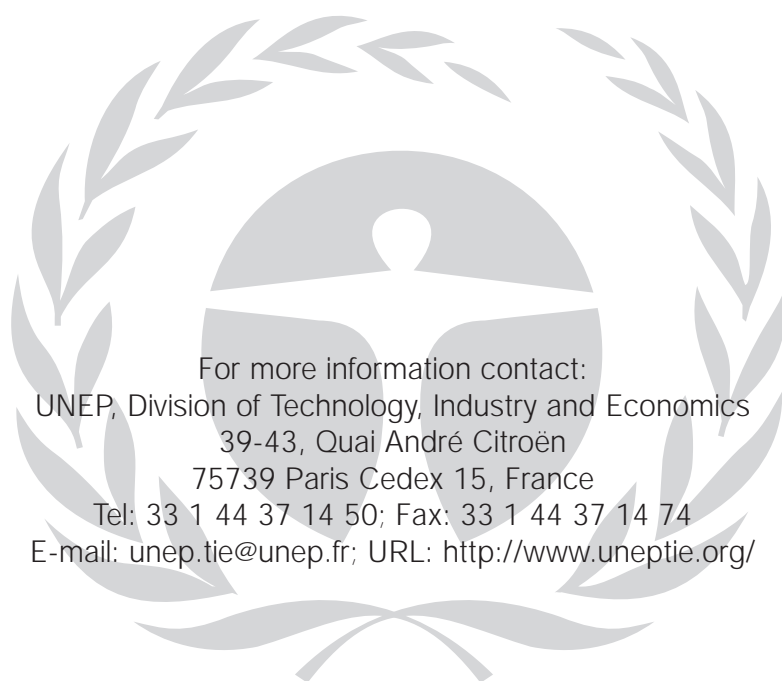 For more information contact:
UNEP, Division of Technology, Industry and Economics
39-43, Quai André Citroën
75739 Paris Cedex 15, France
Tel: 33 1 44 37 14 50; Fax: 33 1 44 37 14 74
E-mail: unep.tie@unep.fr; URL: http://www.uneptie.org/